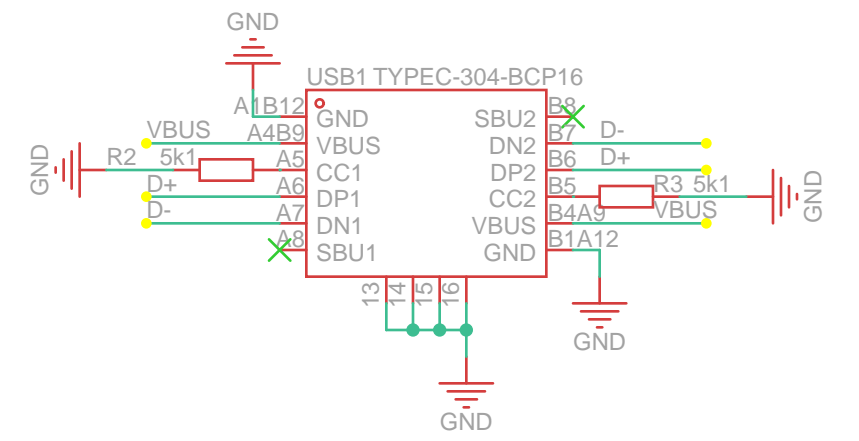 GND
USB1 TYPEC-304-BCP16
A1B12
GND
SBU2
B8
VBUS
A4B9
VBUS
DN2
B7
D-
GND
R2
5k1
A5
CC1
DP2
B6
D+
D+
A6
DP1
CC2
B5
R3
5k1
GND
D-
A7
DN1
VBUS
B4A9
VBUS
A8
SBU1
GND
B1A12
13
14
15
16
GND
GND